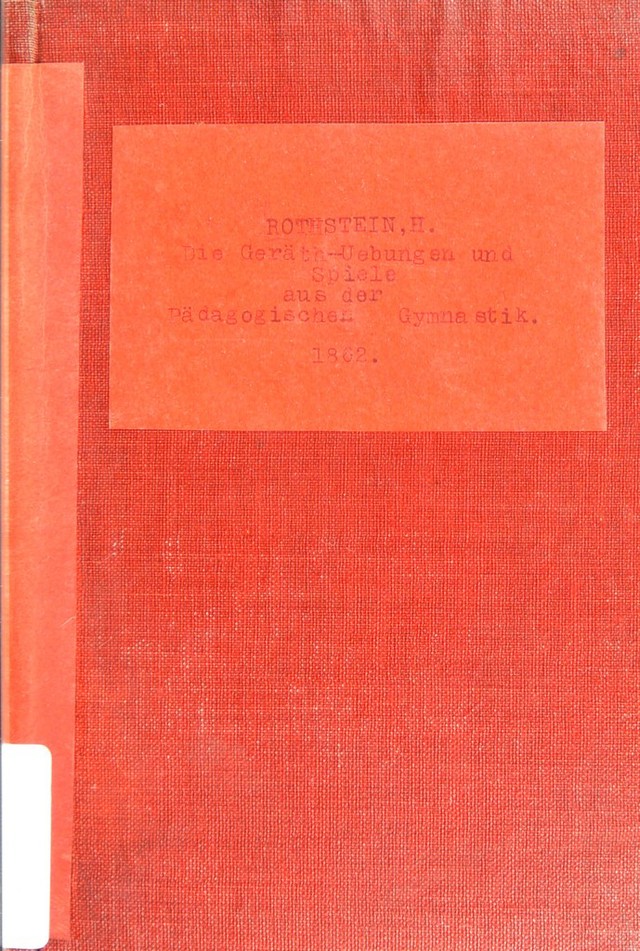 ROTHSTEIN,H.
Die Geräth-Uebungen und
Spiele
aus der
Pädagogischen Gymnastik.
1862.